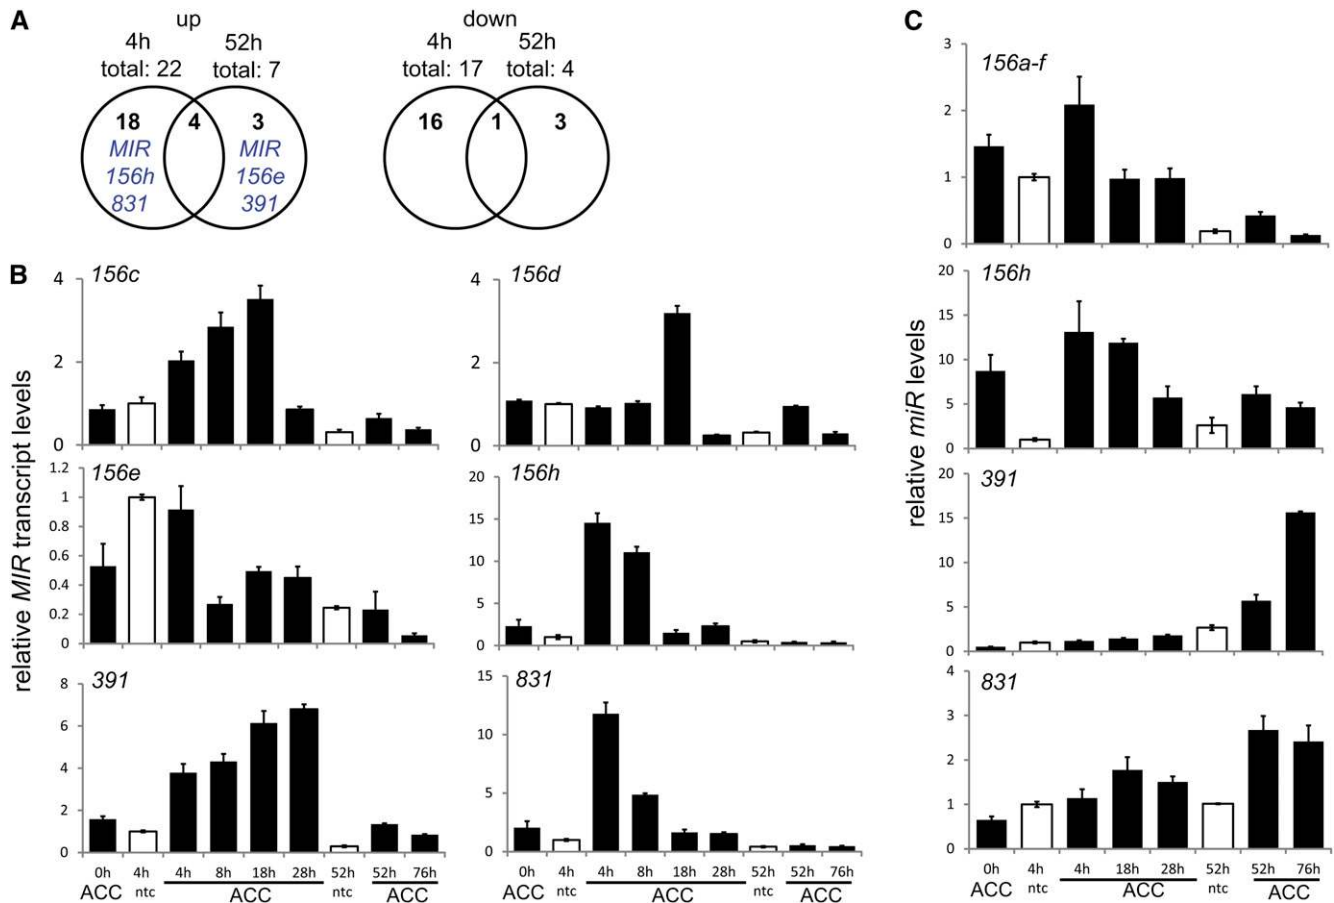 A
up
4h
total: 22
52h
total: 7
18
4
3
MIR
156h
831
MIR
156e
391
down
4h
total: 17
52h
total: 4
16
1
3
B
relative MIR transcript levels
156c
4
2
0
156d
4
2
0
156e
1.2
1
0.8
0.6
0.4
0.2
0
156h
20
15
10
5
0
391
8
6
4
2
0
831
15
10
5
0
0h 4h 4h 8h 18h 28h 52h 52h 76h
ACC ntc ACC ntc ACC
0h 4h 4h 8h 18h 28h 52h 52h 76h
ACC ntc ACC ntc ACC
C
relative miR levels
156a-f
3
2
1
0
156h
20
15
10
5
0
391
20
15
10
5
0
831
4
3
2
1
0
0h 4h 4h 18h 28h 52h 52h 76h
ACC ntc ACC ntc ACC